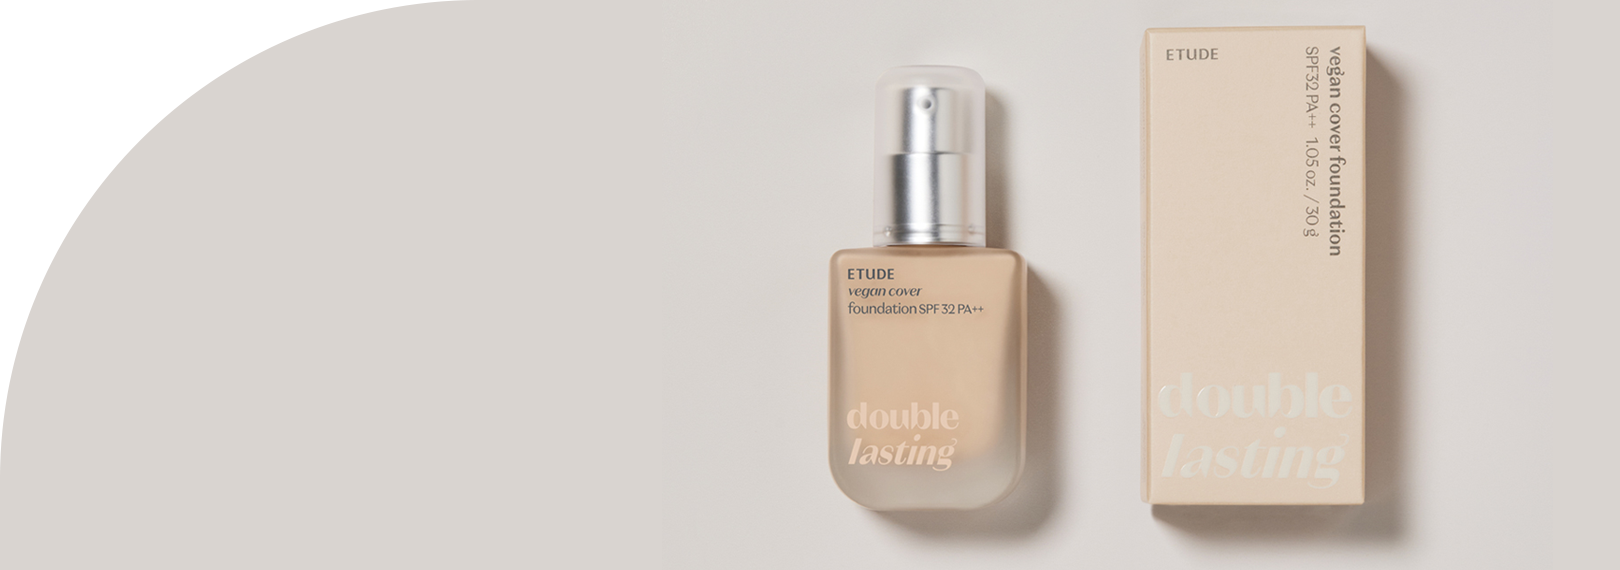 ETUDE
vegan cover
foundation SPF 32 PA++
double
lasting
ETUDE
vegan cover foundation
SPF32 PA++ 1.05 oz. / 30 g
double
lasting